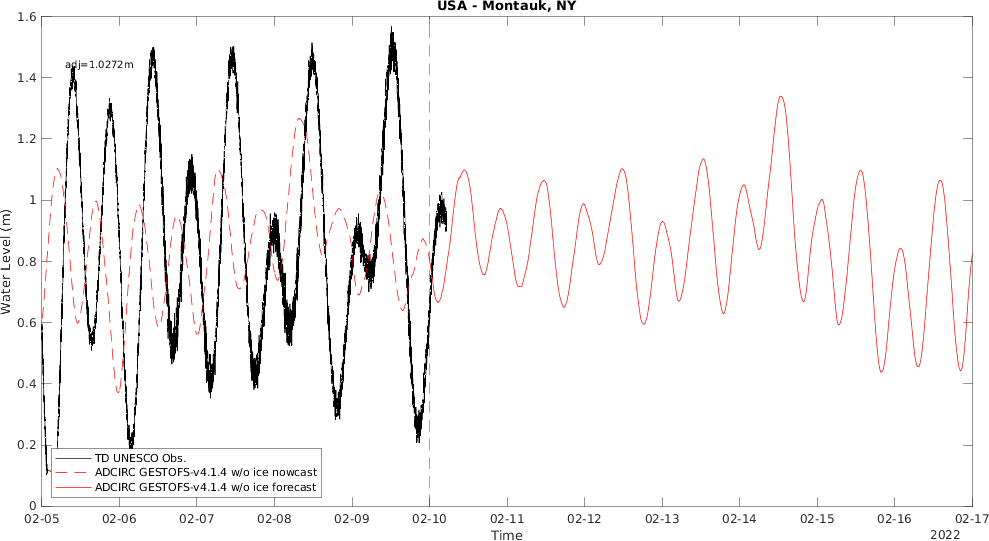 USA - Montauk, NY
1.6
1.4
1.2
1
0.8
0.6
0.4
0.2
0
Water Level (m)
adj=1.0272m
TD UNESCO Obs.
ADCIRC GESTOFS-v4.1.4 w/o ice nowcast
ADCIRC GESTOFS-v4.1.4 w/o ice forecast
02-05 02-06 02-07 02-08 02-09 02-10 02-11 02-12 02-13 02-14 02-15 02-16 02-17
Time
2022